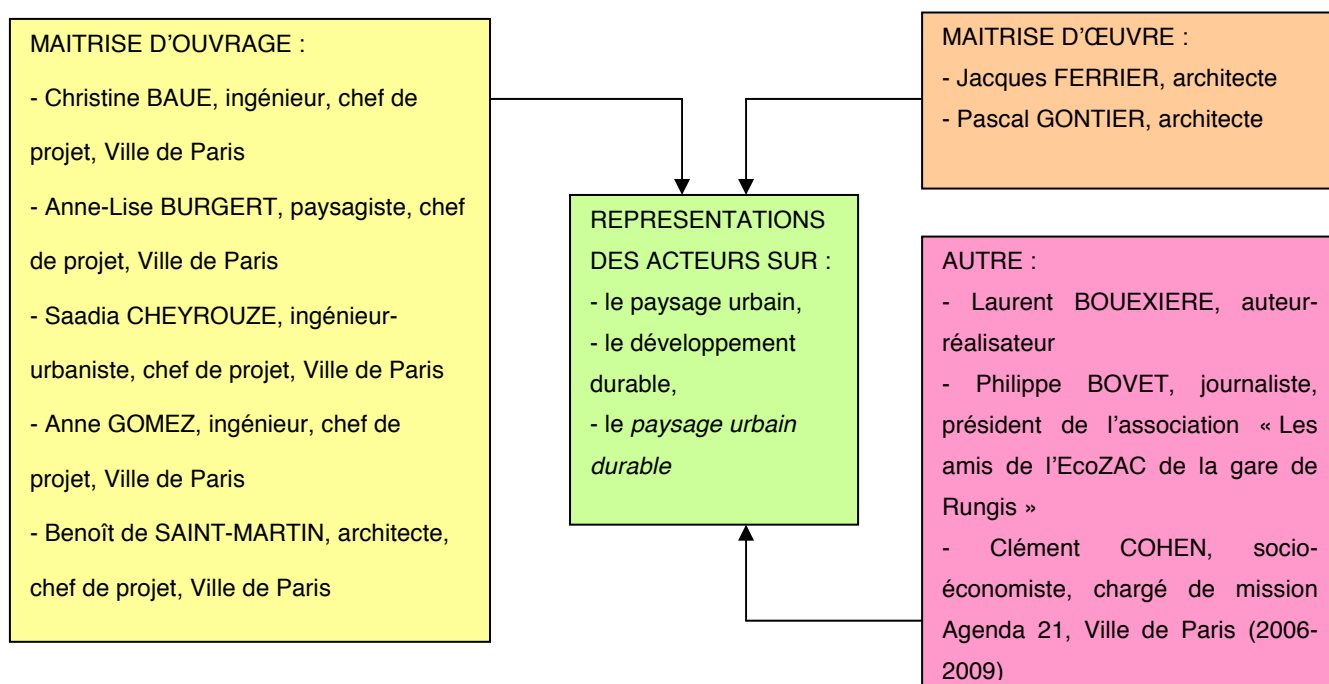 MAITRISE D'OUVRAGE :
- Christine BAUE, ingénieur, chef de
projet, Ville de Paris
- Anne-Lise BURGERT, paysagiste, chef
de projet, Ville de Paris
- Saadia CHEYROUZE, ingénieur-
urbaniste, chef de projet, Ville de Paris
- Anne GOMEZ, ingénieur, chef de
projet, Ville de Paris
- Benoît de SAINT-MARTIN, architecte,
chef de projet, Ville de Paris
REPRESENTATIONS
DES ACTEURS SUR :
- le paysage urbain,
- le développement
durable,
- le paysage urbain
durable
MAITRISE D'ŒUVRE :
- Jacques FERRIER, architecte
- Pascal GONTIER, architecte
AUTRE :
- Laurent BOUEXIERE, auteur-
réalisateur
- Philippe BOVET, journaliste,
président de l'association « Les
amis de l'EcoZAC de la gare de
Rungis »
- Clément COHEN, socio-
économiste, chargé de mission
Agenda 21, Ville de Paris (2006-
2009)